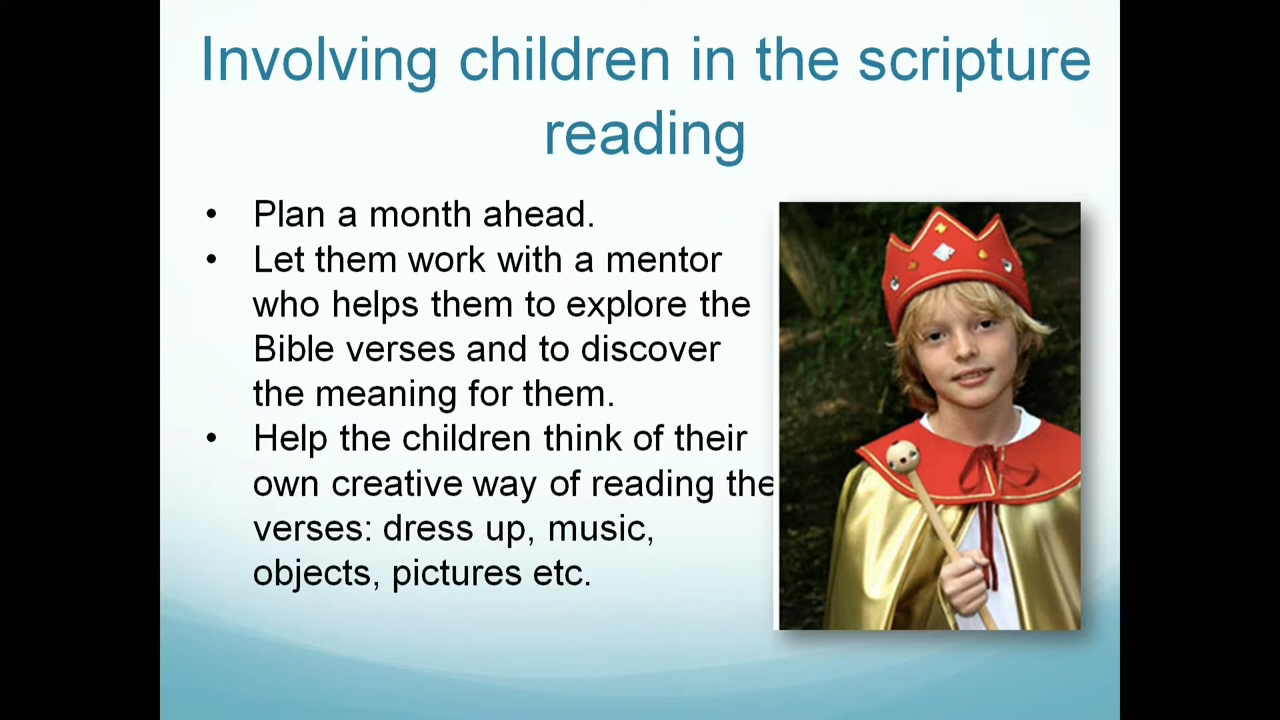 Involving children in the scripture
reading
• Plan a month ahead.
• Let them work with a mentor
who helps them to explore the
Bible verses and to discover
the meaning for them.
• Help the children think of their
own creative way of reading the
verses: dress up, music,
objects, pictures etc.